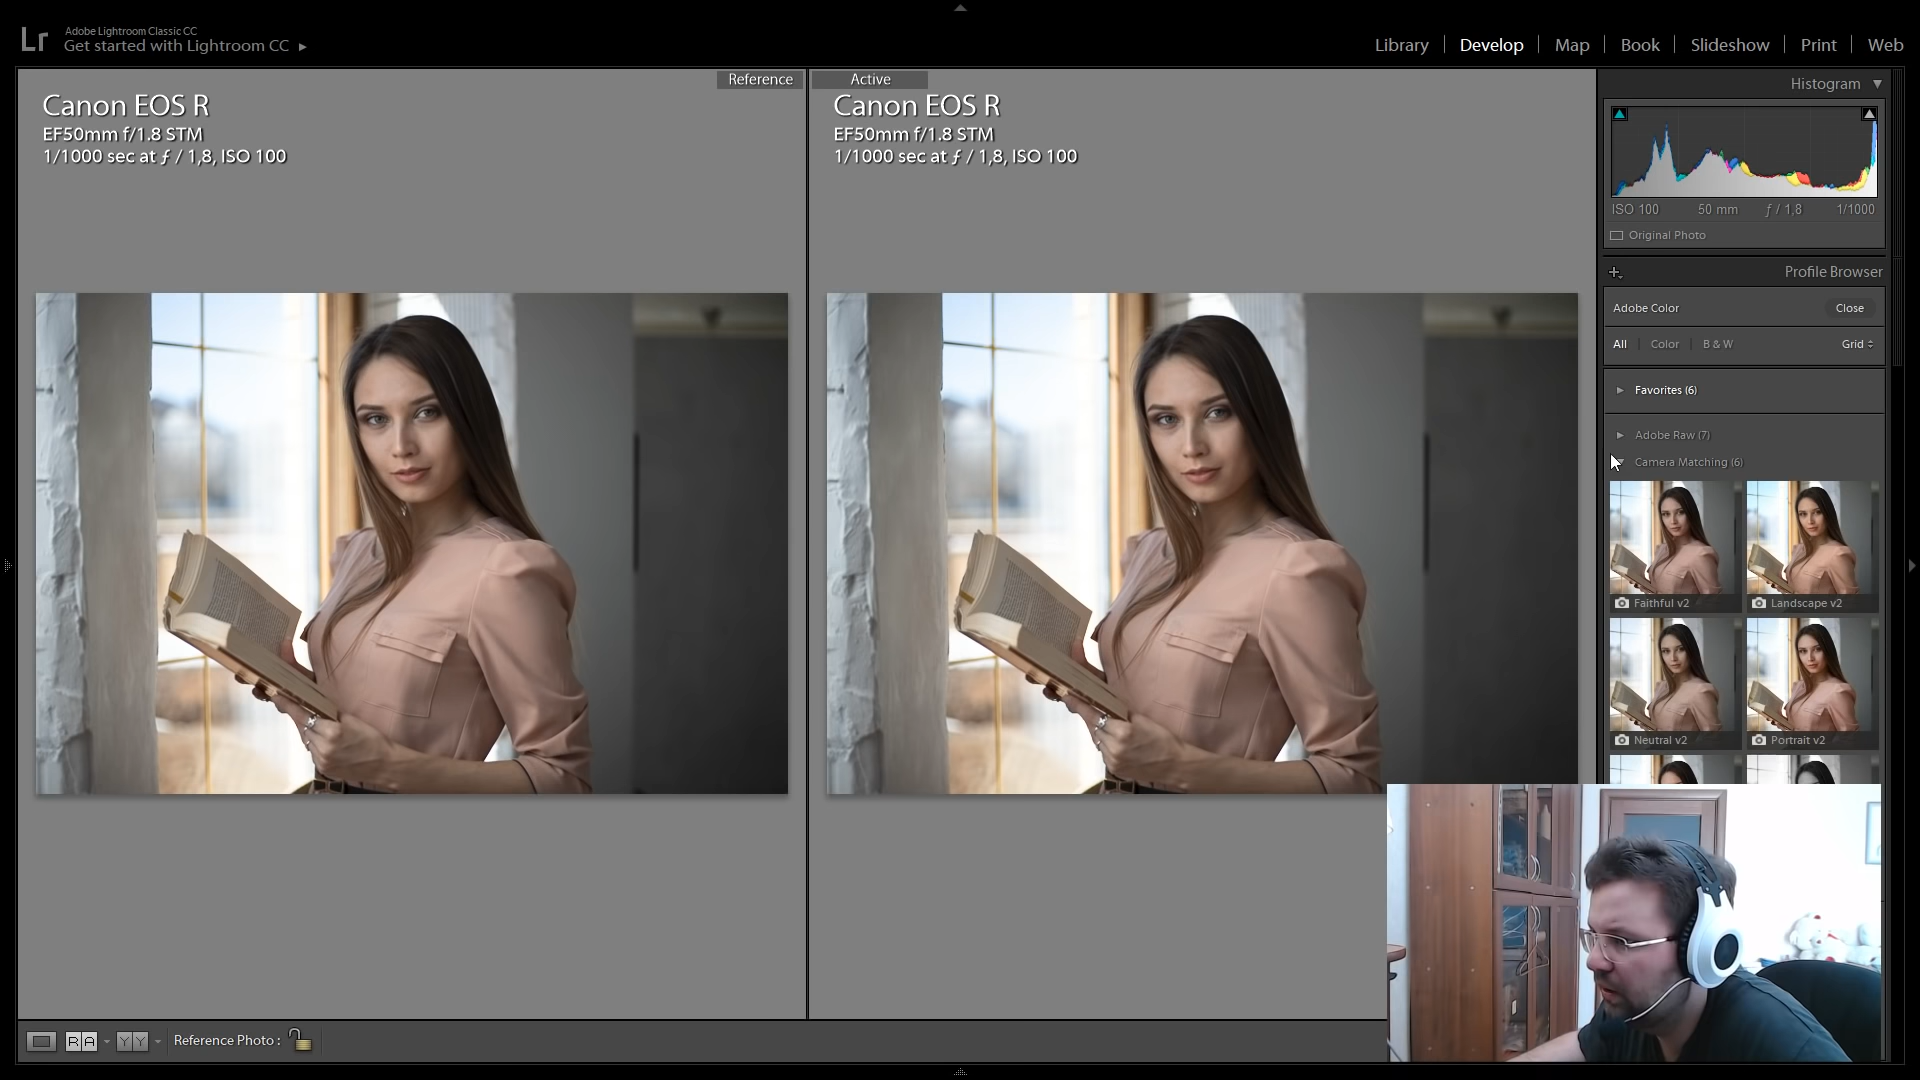 Lr
Adobe Lightroom Classic CC
Get started with Lightroom CC
Library
Develop
Map
Book
Slideshow
Print
Web
Reference
Canon EOS R
EF50mm f/1.8 STM
1/1000 sec at ƒ / 1,8, ISO 100
Active
Canon EOS R
EF50mm f/1.8 STM
1/1000 sec at ƒ / 1,8, ISO 100
Histogram
ISO 100
50 mm
ƒ / 1,8
1/1000
Original Photo
Profile Browser
Adobe Color
Close
All
Color
B & W
Grid
Favorites (6)
Adobe Raw (7)
Camera Matching (6)
Faithful v2
Landscape v2
Neutral v2
Portrait v2
R A
Y Y
Reference Photo :